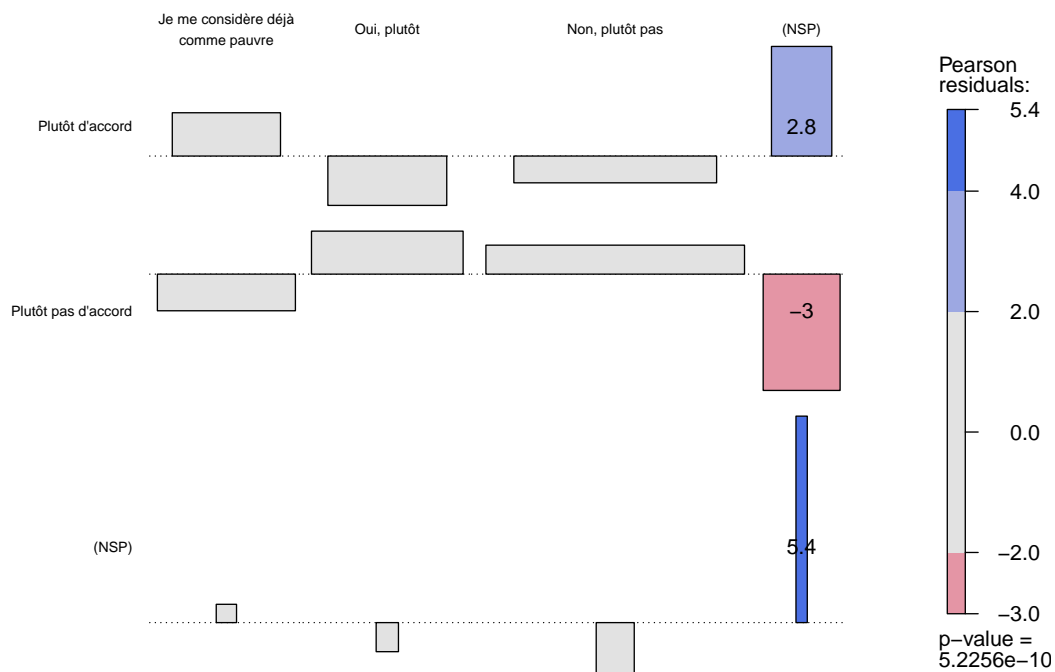 Je me considère déjà
comme pauvre
Oui, plutôt
Non, plutôt pas
(NSP)
Plutôt d'accord
2.8
Plutôt pas d'accord
−3
(NSP)
5.4
Pearson
residuals:
5.4
4.0
2.0
0.0
−2.0
−3.0
p−value =
5.2256e−10